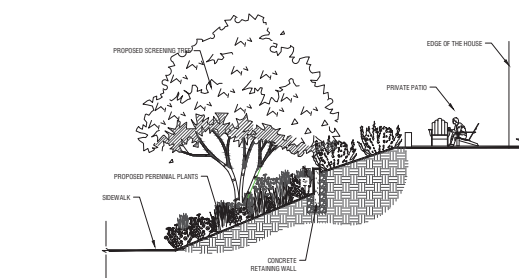 PROPOSED SCREENING TREE
EDGE OF THE HOUSE
PRIVATE PATIO
PROPOSED PERENNIAL PLANTS
SIDEWALK
CONCRETE
RETAINING WALL